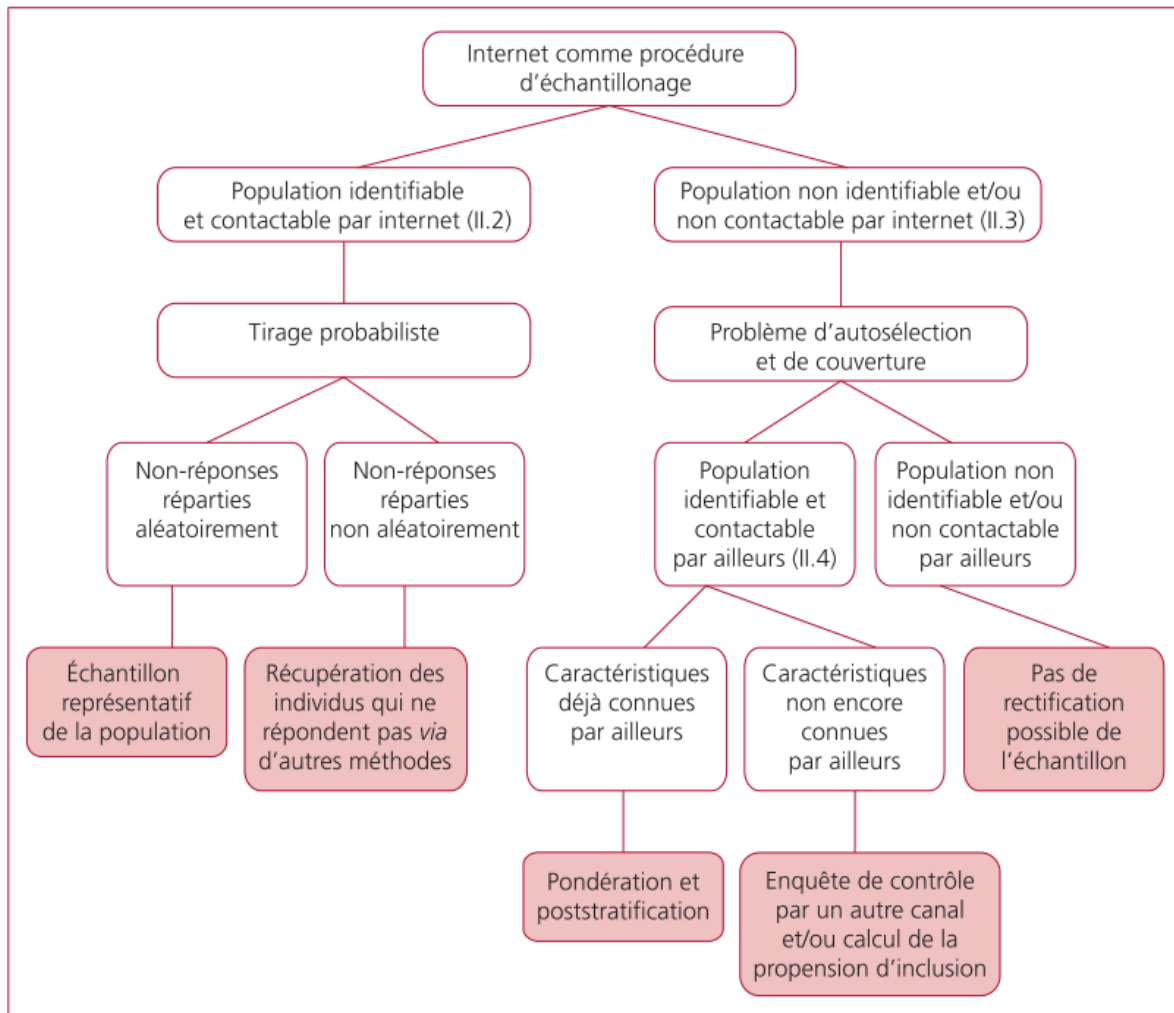 Internet comme procédure
d'échantillonage
Population identifiable
et contactable par internet (II.2)
Population non identifiable et/ou
non contactable par internet (II.3)
Tirage probabiliste
Problème d'autosélection
et de couverture
Non-réponses
réparties
aléatoirement
Non-réponses
réparties
non aléatoirement
Population
identifiable et
contactable
par ailleurs (II.4)
Population non
identifiable et/ou
non contactable
par ailleurs
Échantillon
représentatif
de la population
Récupération des
individus qui ne
répondent pas via
d'autres méthodes
Caractéristiques
déjà connues
par ailleurs
Caractéristiques
non encore
connues
par ailleurs
Pas de
rectification
possible de
l'échantillon
Pondération et
poststratification
Enquête de contrôle
par un autre canal
et/ou calcul de la
propension d'inclusion